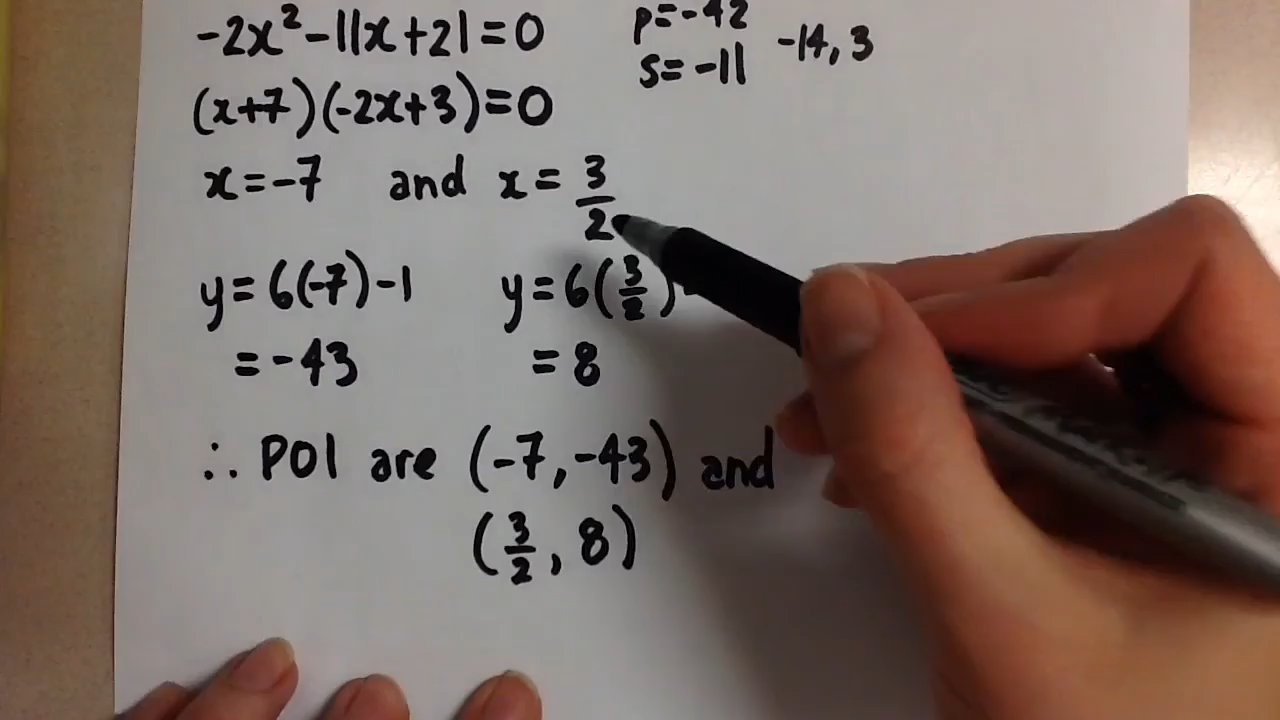 -2x²-11x+21=0
p=-42
s=-11 -14, 3
(x+7)(-2x+3)=0
x=-7 and x=3/2
y=6(-7)-1 y=6(3/2)
=-43 =8
∴ POI are (-7,-43) and
(3/2, 8)